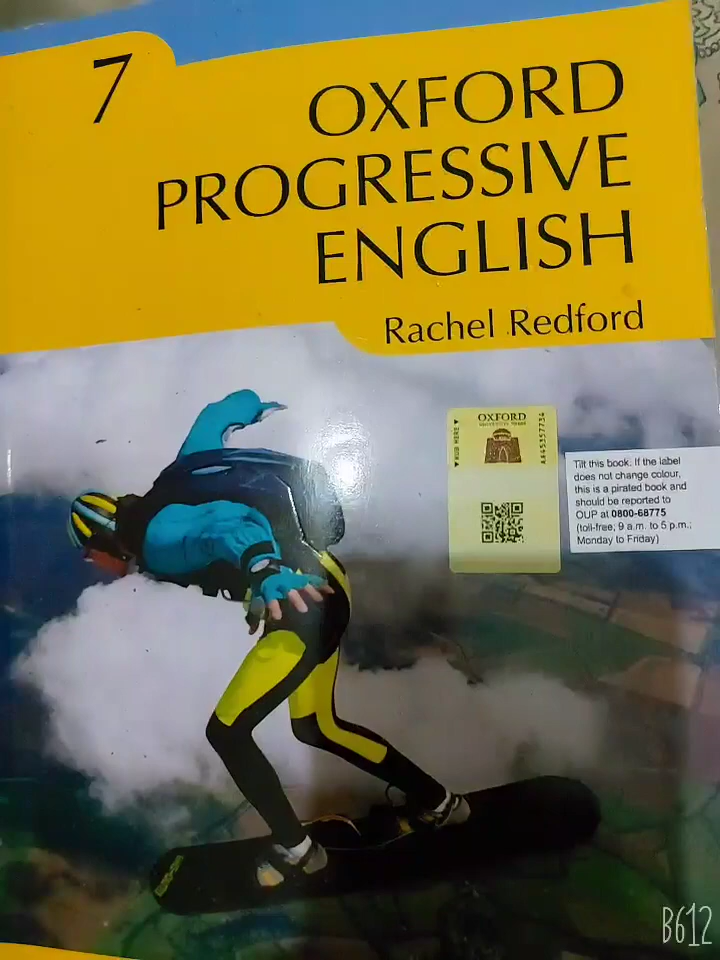 7
OXFORD
PROGRESSIVE
ENGLISH
Rachel Redford
OXFORD
RUB HERE
Tilt this book. If the label
does not change colour,
this is a pirated book and
should be reported to
OUP at 0800-68775
(toll-free; 9 a.m. to 5 p.m.;
Monday to Friday)
B612